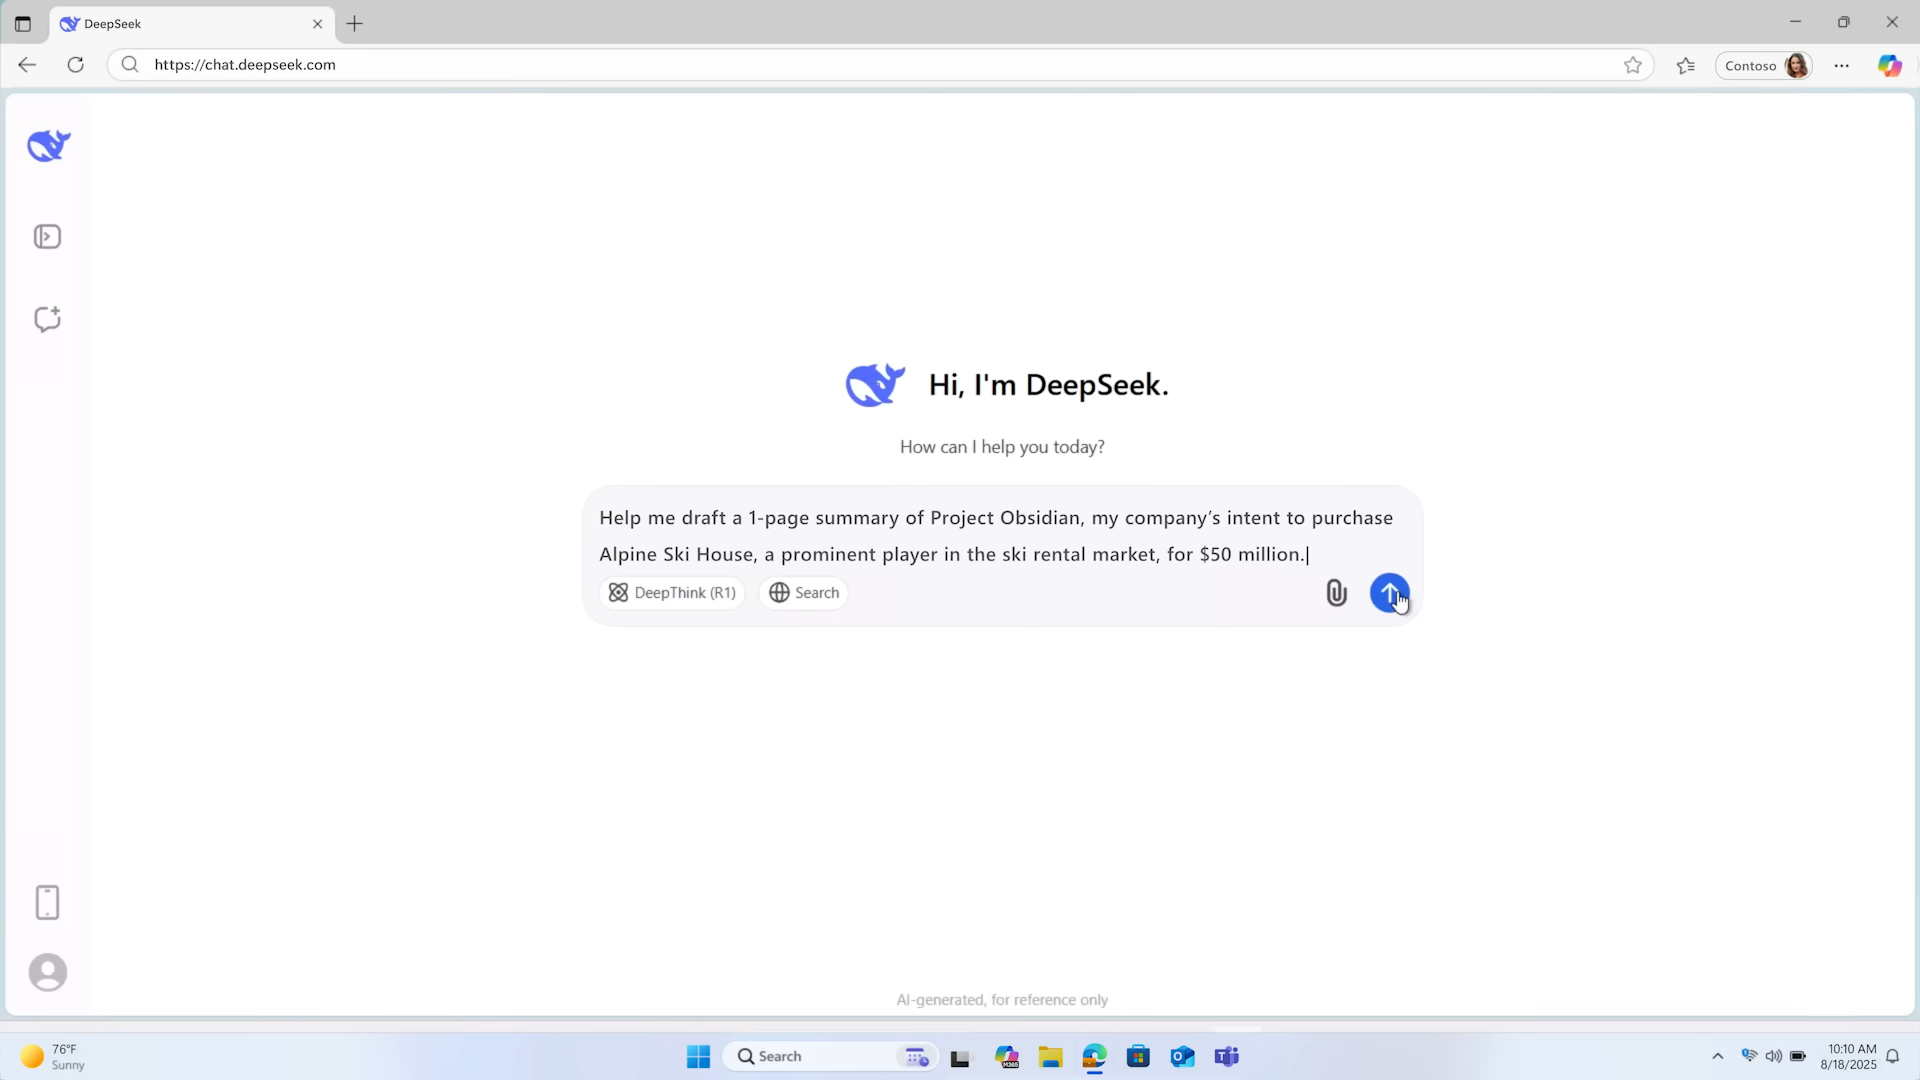 DeepSeek
https://chat.deepseek.com
Contoso
Hi, I'm DeepSeek.
How can I help you today?
Help me draft a 1-page summary of Project Obsidian, my company’s intent to purchase
Alpine Ski House, a prominent player in the ski rental market, for $50 million.
DeepThink (R1)
Search
AI-generated, for reference only
76°F
Sunny
Search
M365
10:10 AM
8/18/2025